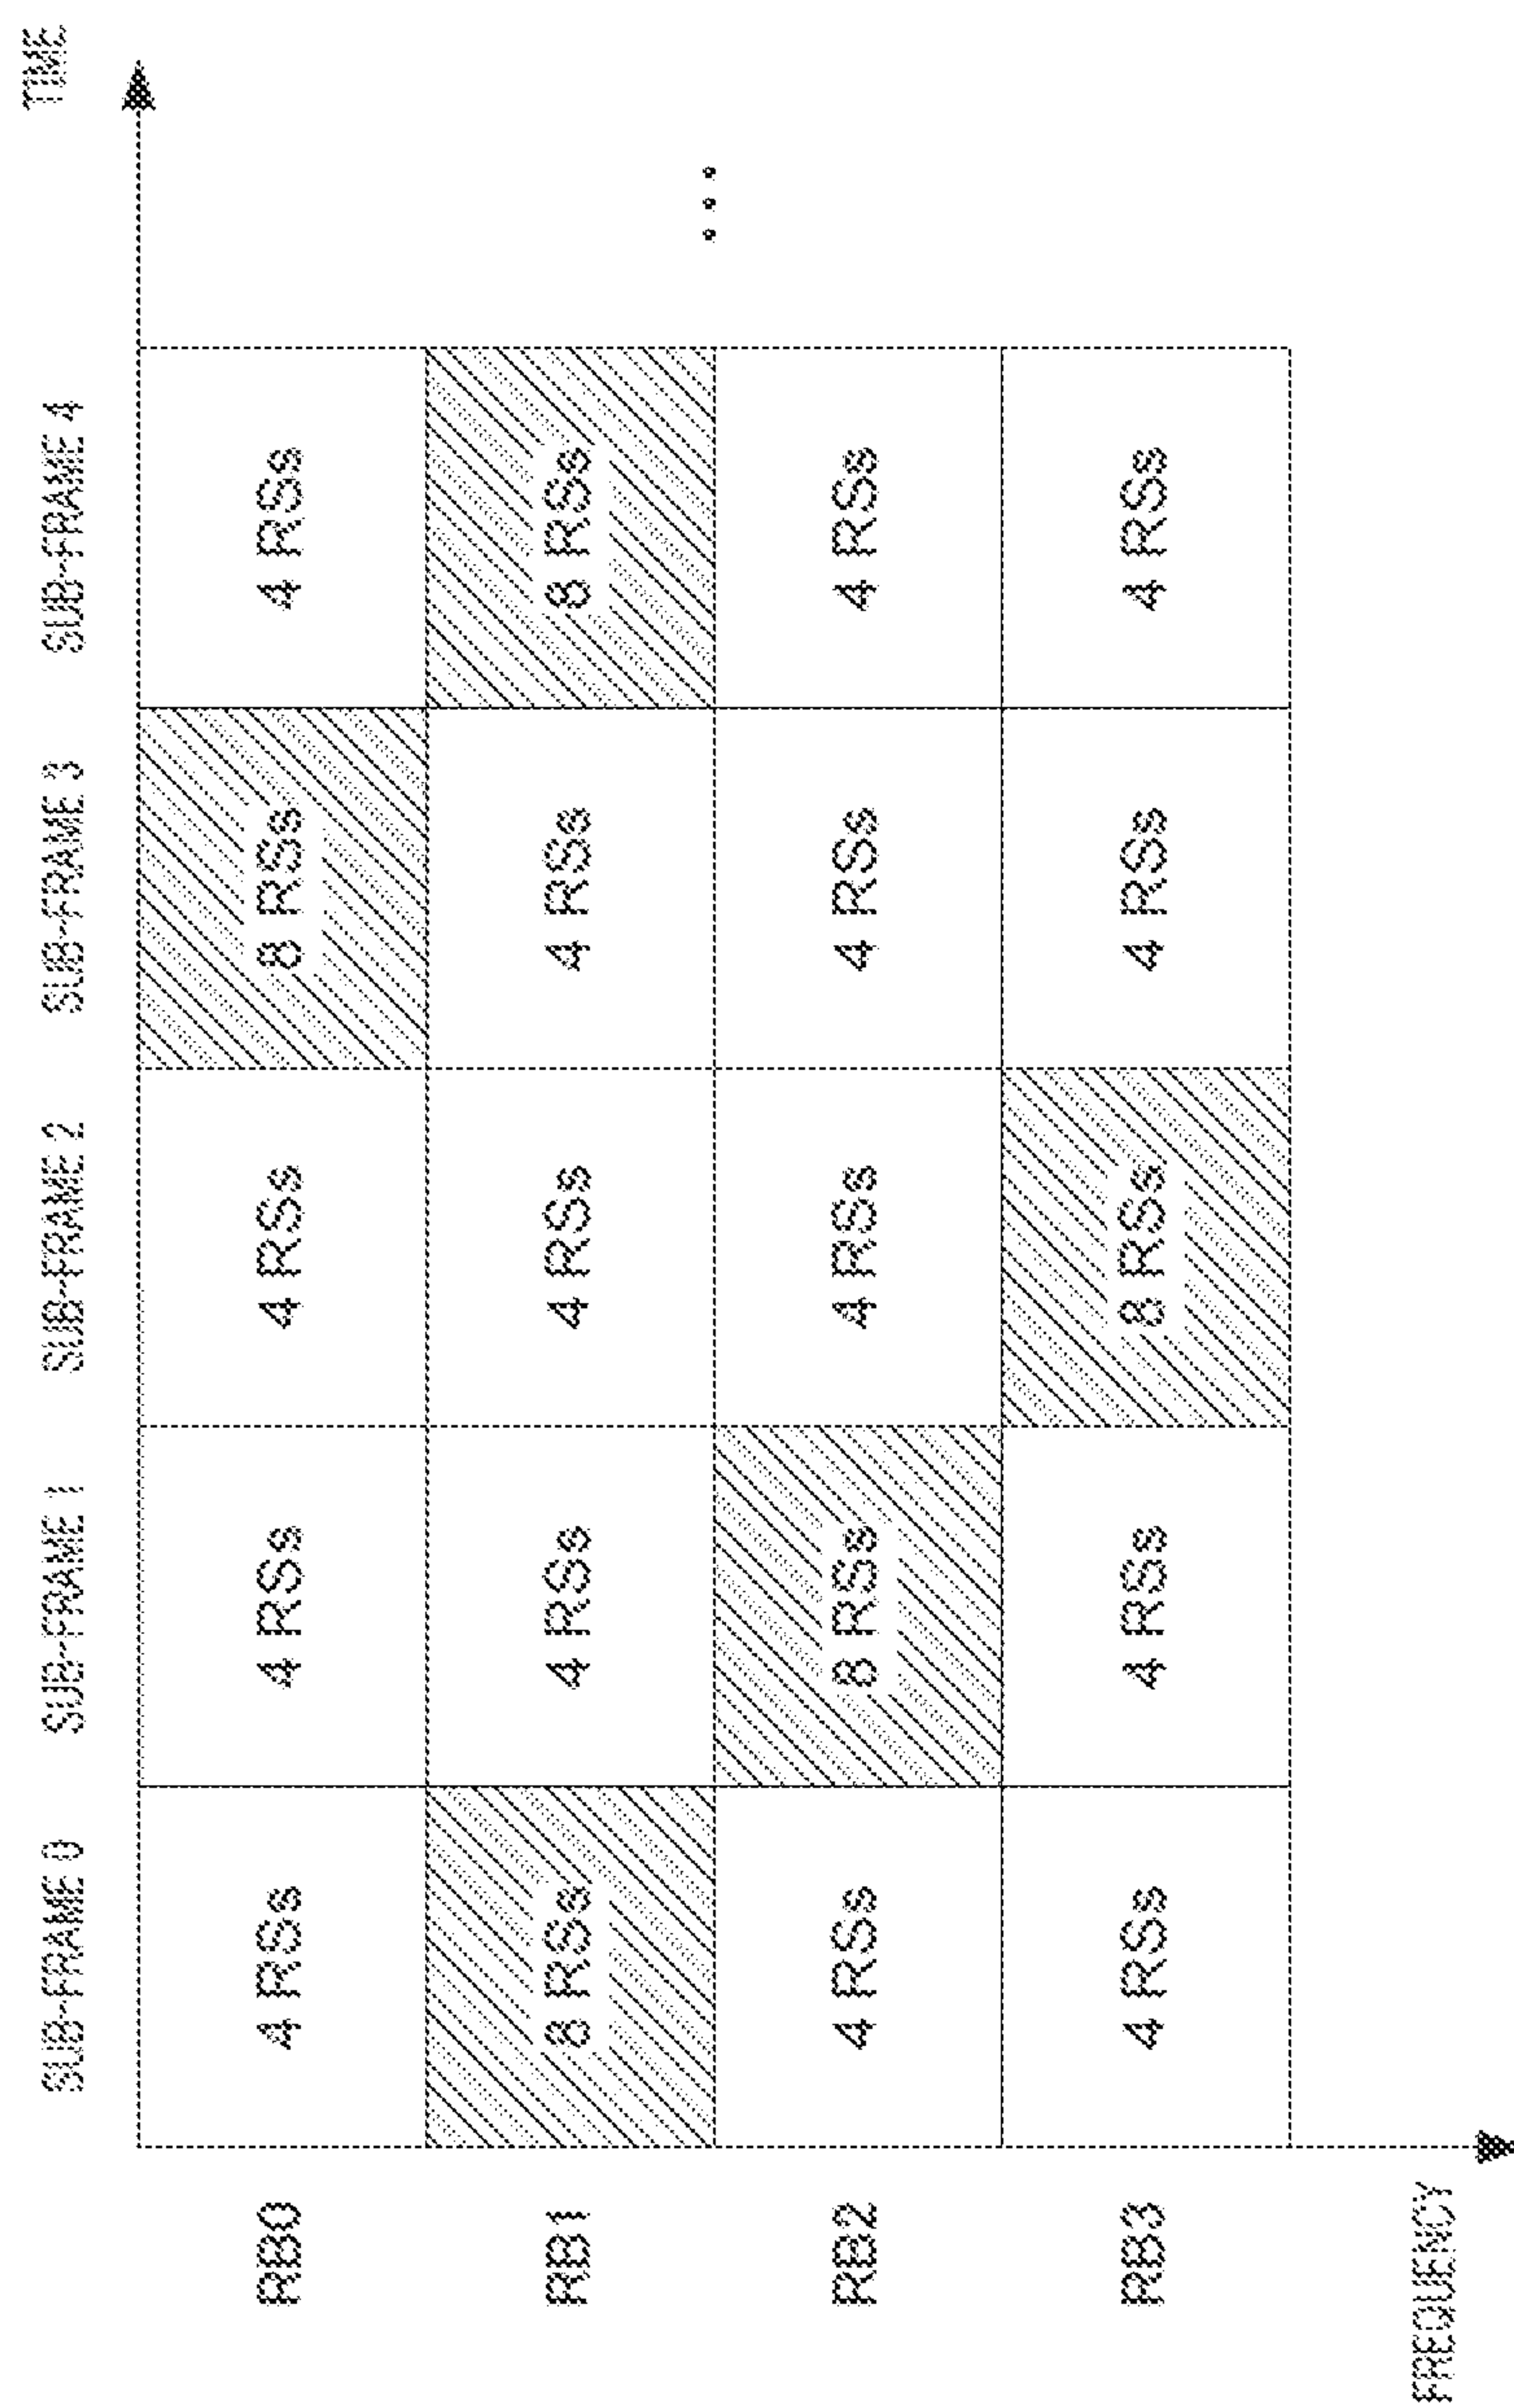 TIME
SUB-FRAME 0 SUB-FRAME 1 SUB-FRAME 2 SUB-FRAME 3 SUB-FRAME 4
RB0 4 RSs 4 RSs 4 RSs 8 RSs 4 RSs
RB1 8 RSs 4 RSs 4 RSs 4 RSs 8 RSs
...
RB2 4 RSs 8 RSs 4 RSs 4 RSs 4 RSs
RB3 4 RSs 4 RSs 8 RSs 4 RSs 4 RSs
FREQUENCY